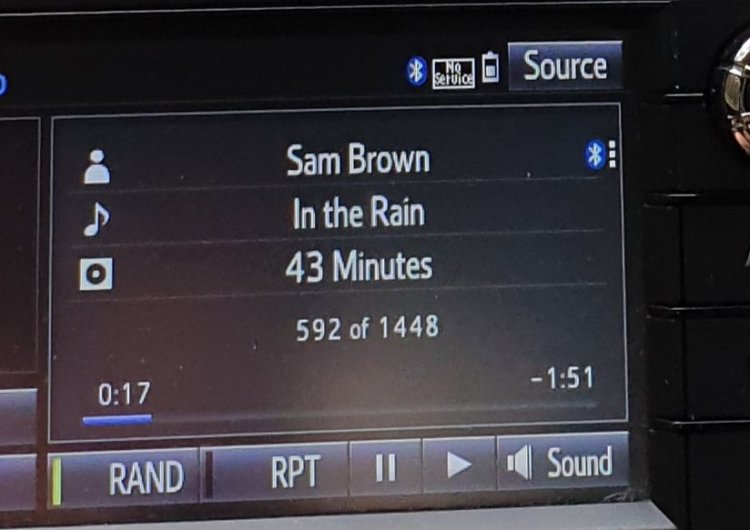 No Service
Source
Sam Brown
In the Rain
43 Minutes
592 of 1448
0:17
-1:51
RAND
RPT
Sound